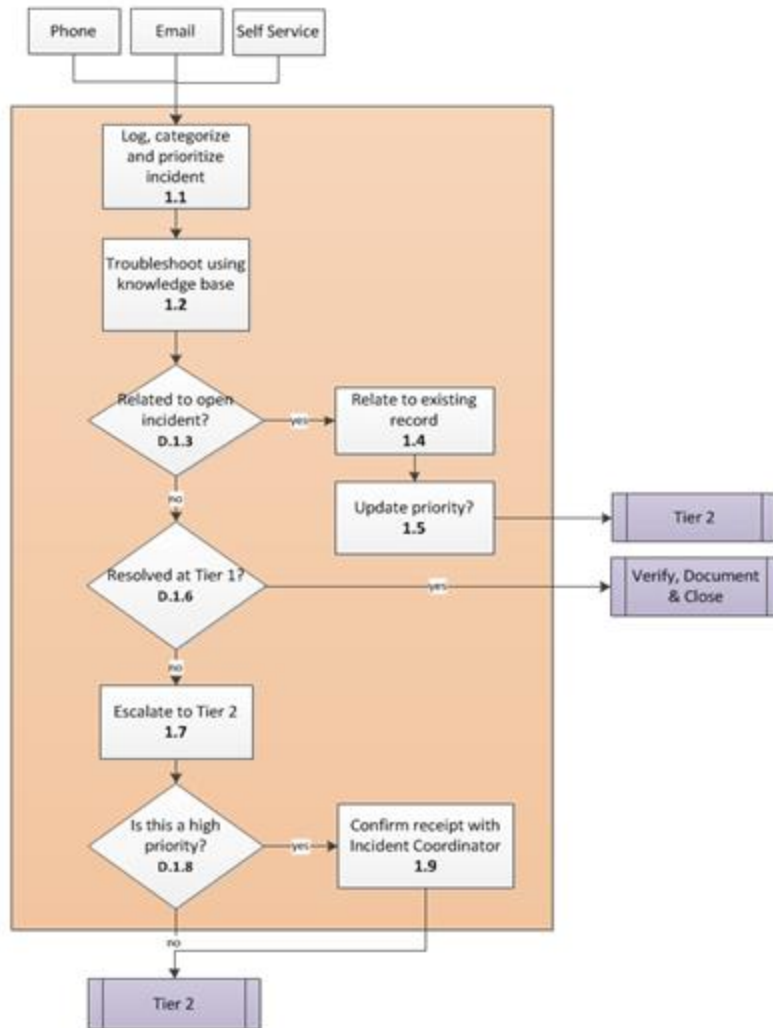 Phone
Email
Self Service
Log, categorize
and prioritize
incident
1.1
Troubleshoot using
knowledge base
1.2
Related to open
incident?
D.1.3
yes
Relate to existing
record
1.4
no
Update priority?
1.5
Tier 2
Resolved at Tier 1?
D.1.6
yes
Verify, Document
& Close
no
Escalate to Tier 2
1.7
Is this a high
priority?
D.1.8
yes
Confirm receipt with
Incident Coordinator
1.9
no
Tier 2